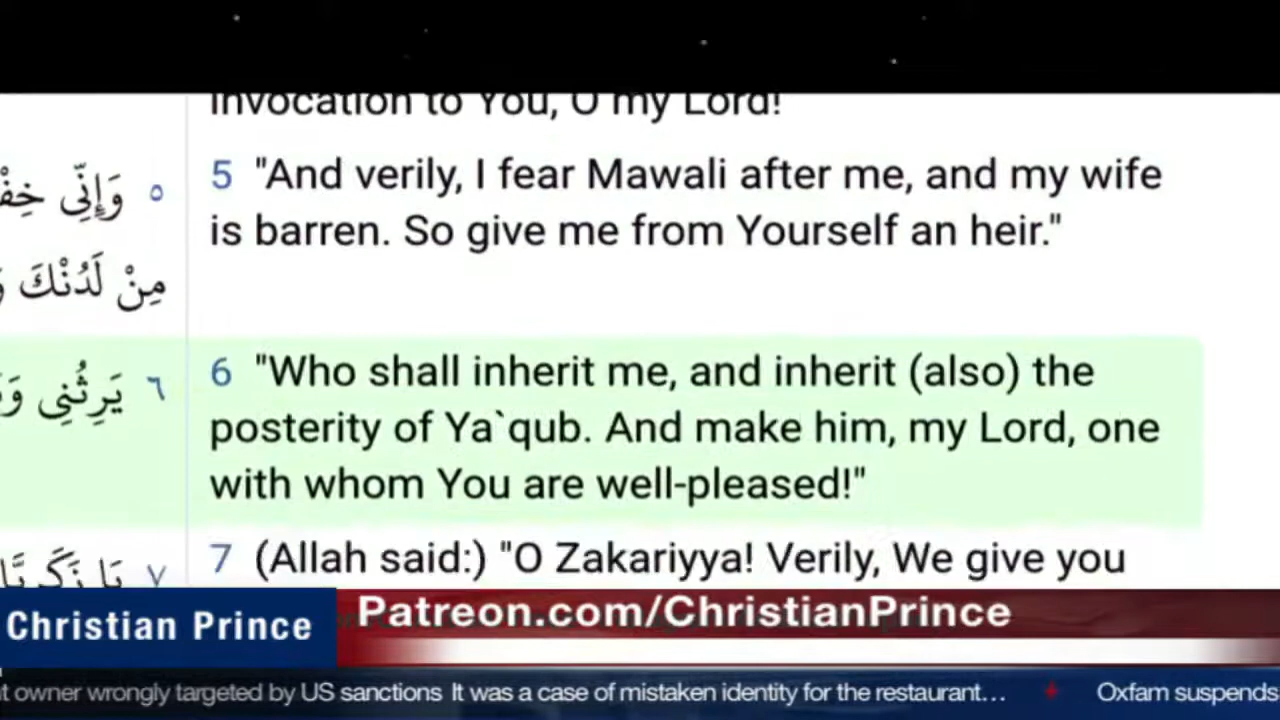 invocation to You, O my Lord!
5 "And verily, I fear Mawali after me, and my wife
is barren. So give me from Yourself an heir."
وَإِنِّي ٥
مِنْ لَدُنْكَ
6 "Who shall inherit me, and inherit (also) the
posterity of Ya`qub. And make him, my Lord, one
with whom You are well-pleased!"
يَرِثُنِي ٦
7 (Allah said:) "O Zakariyya! Verily, We give you
٧
Christian Prince
Patreon.com/ChristianPrince
owner wrongly targeted by US sanctions It was a case of mistaken identity for the restaurant… Oxfam suspends